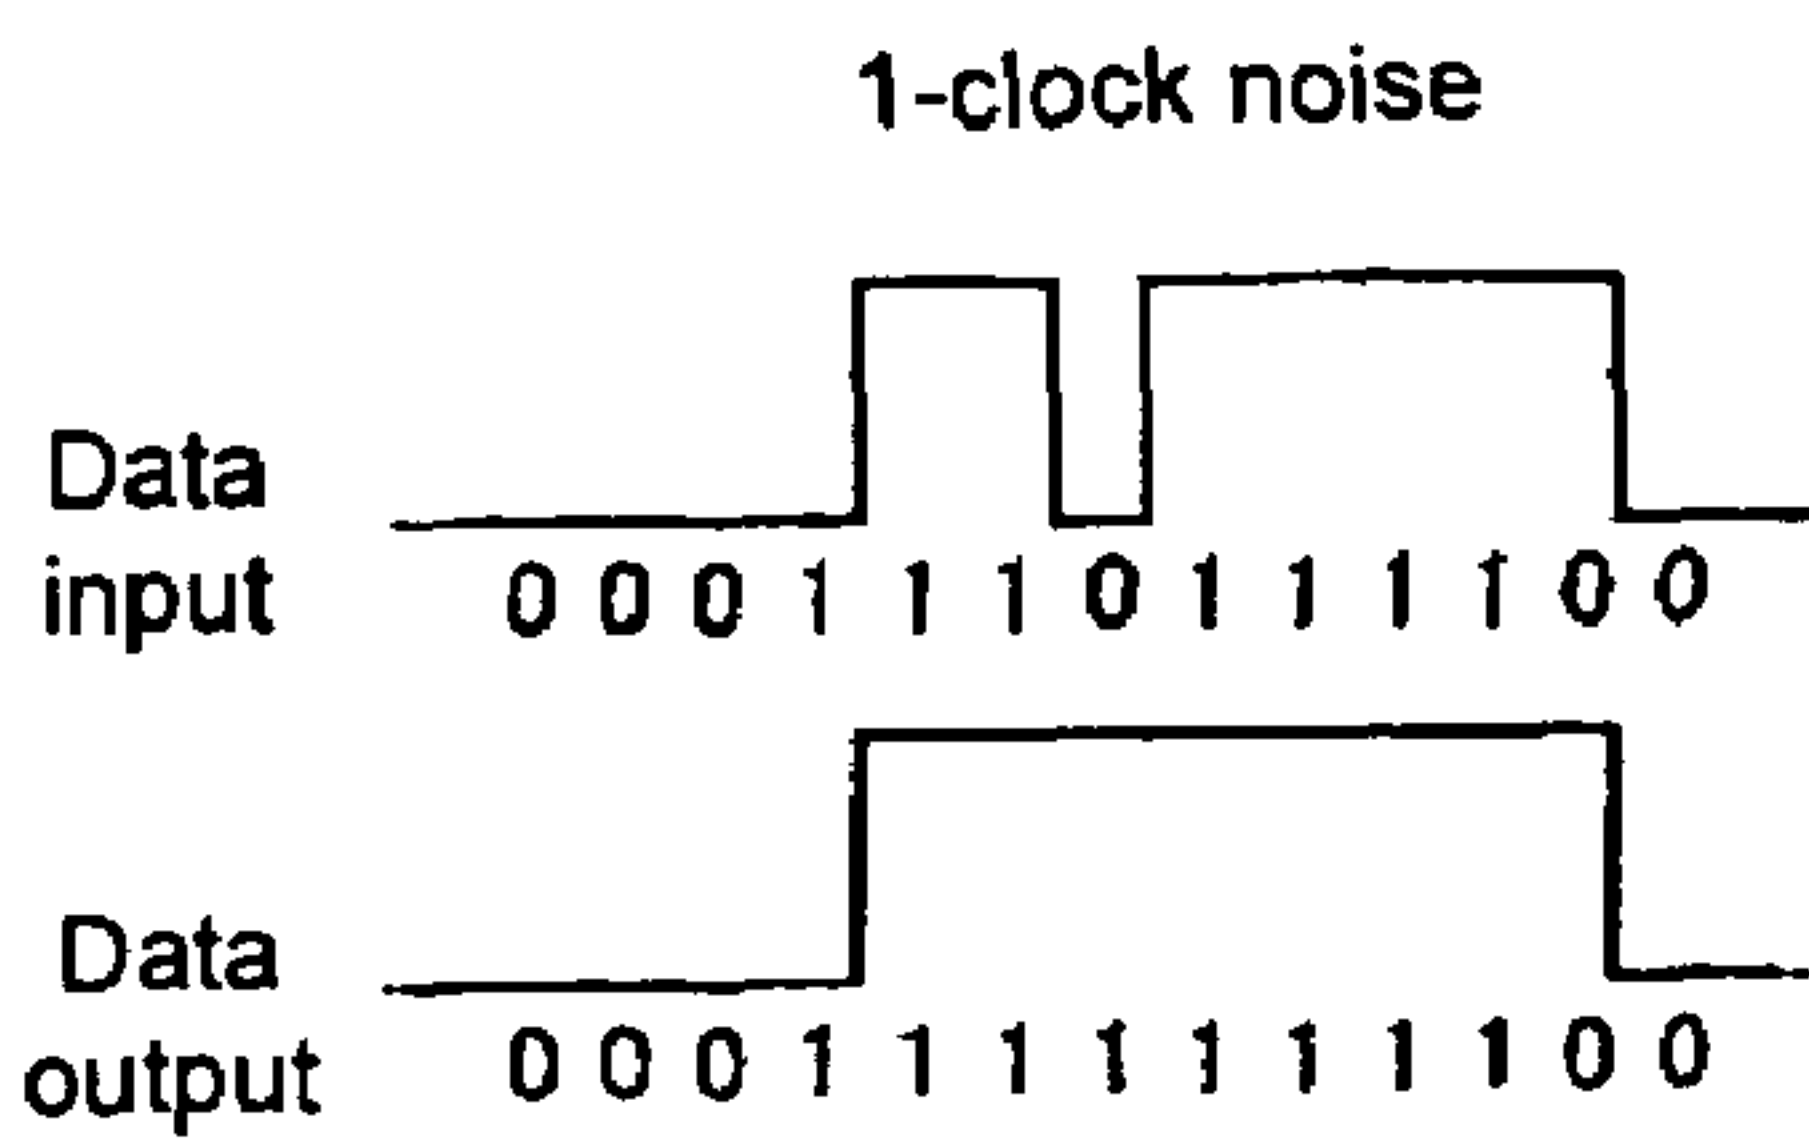 1-clock noise
Data
input
0 0 0 1 1 1 0 1 1 1 1 0 0
Data
output
0 0 0 1 1 1 1 1 1 1 1 0 0